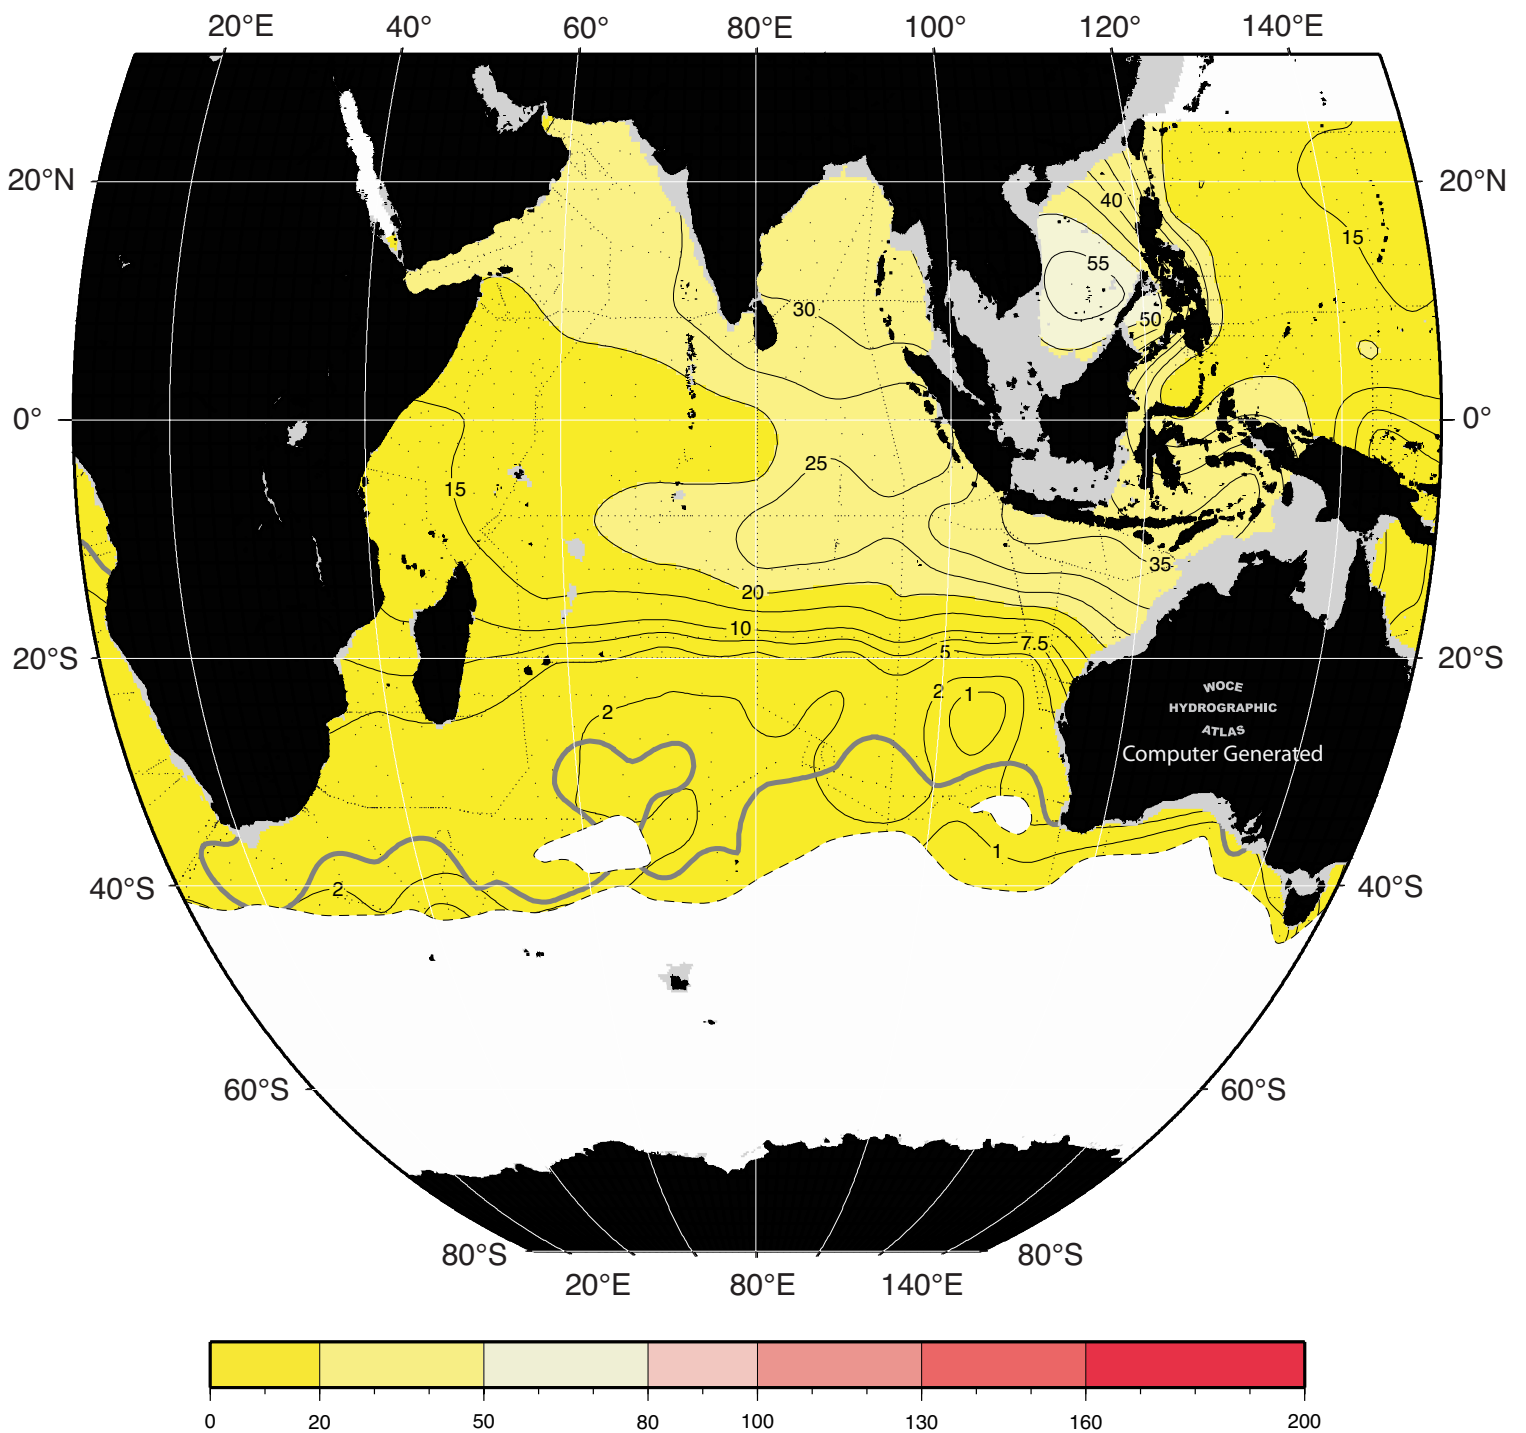 20°E 40° 60° 80°E 100° 120° 140°E
20°N 20°N
40
15
55
50
30
0° 0°
25
15
35
20
10
7.5
5
20°S 20°S
2 1
2
WOCE
HYDROGRAPHIC
ATLAS
Computer Generated
1
2
40°S 40°S
60°S 60°S
80°S 80°S
20°E 80°E 140°E
0 20 50 80 100 130 160 200